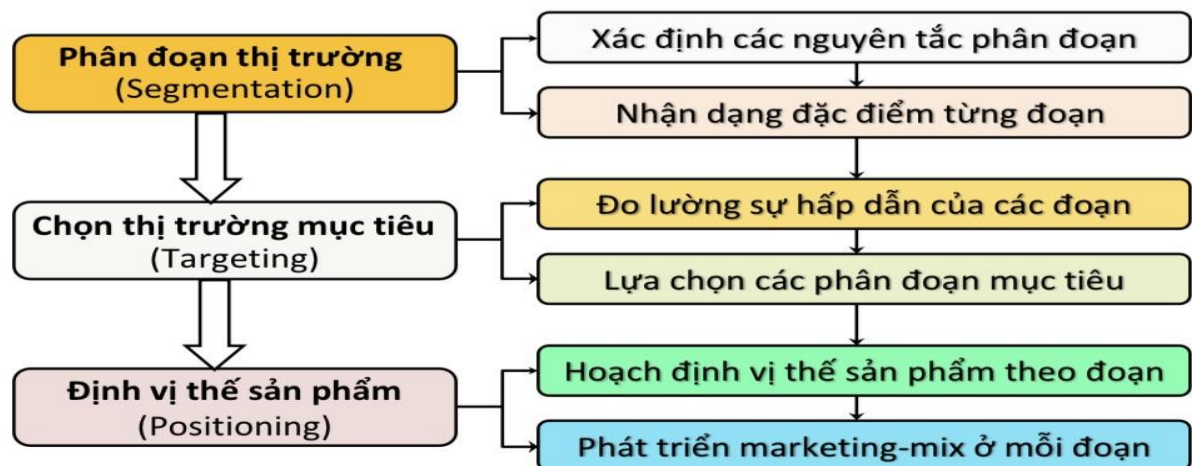 Phân đoạn thị trường
(Segmentation)
Xác định các nguyên tắc phân đoạn
Nhận dạng đặc điểm từng đoạn
Chọn thị trường mục tiêu
(Targeting)
Đo lường sự hấp dẫn của các đoạn
Lựa chọn các phân đoạn mục tiêu
Định vị thế sản phẩm
(Positioning)
Hoạch định vị thế sản phẩm theo đoạn
Phát triển marketing-mix ở mỗi đoạn